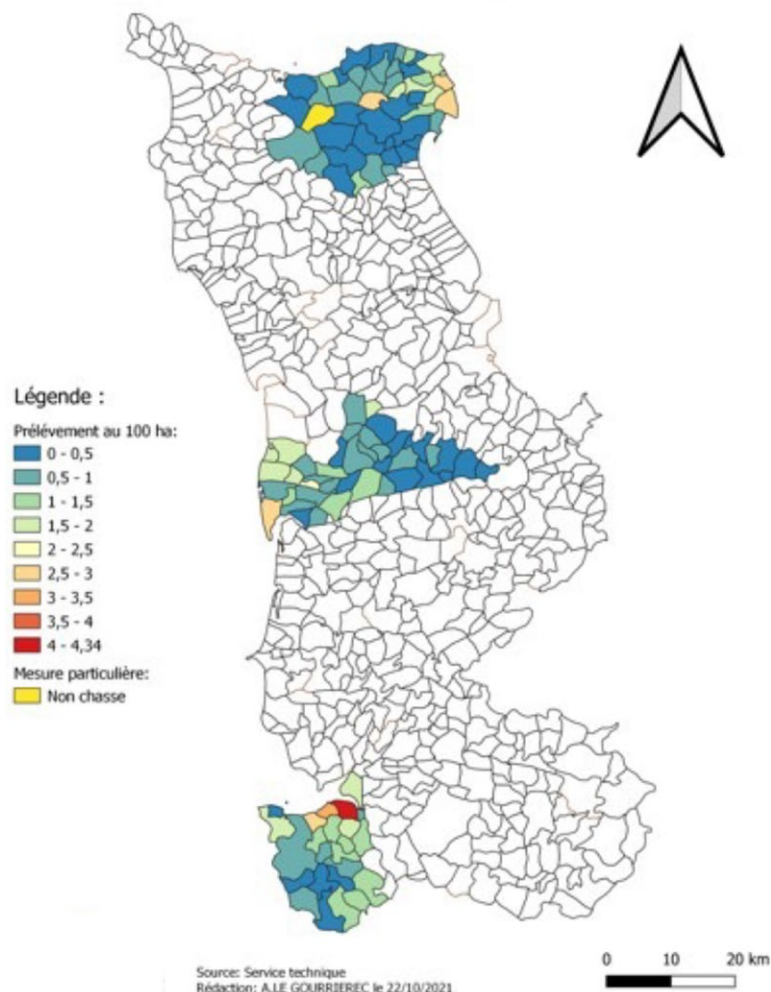 Légende :
Prélévement au 100 ha:
0 - 0,5
0,5 - 1
1 - 1,5
1,5 - 2
2 - 2,5
2,5 - 3
3 - 3,5
3,5 - 4
4 - 4,34
Mesure particulière:
Non chasse
Source: Service technique
Rédaction: A.LE GOURRIEREC le 22/10/2021
0 10 20 km